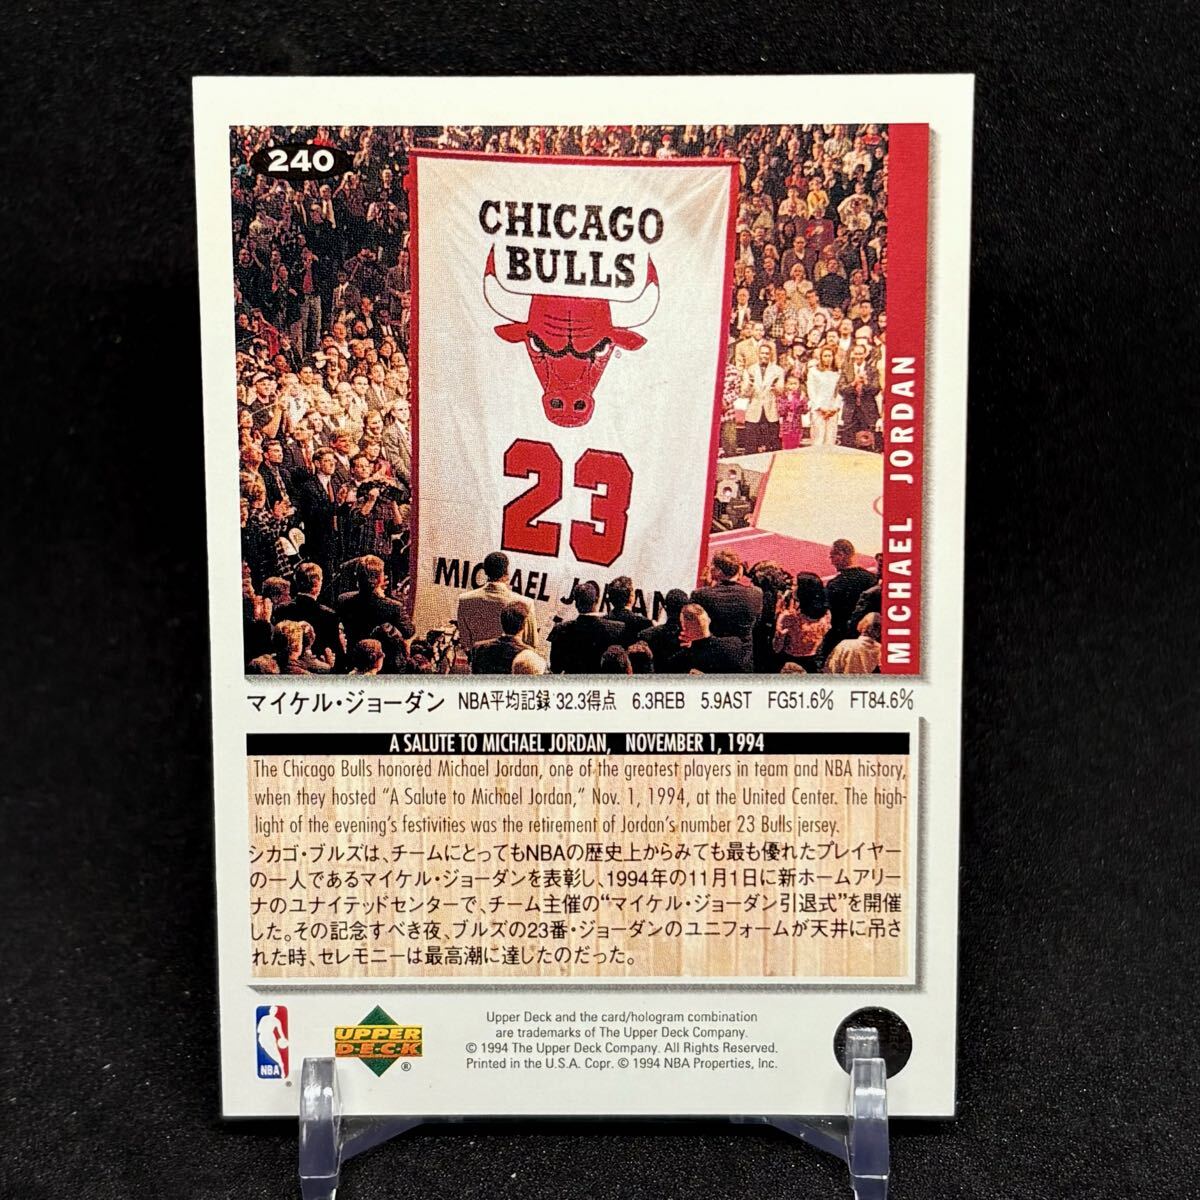 240
CHICAGO
BULLS
23
MICHAEL JORDAN
MICHAEL JORDAN
マイケル・ジョーダン NBA平均記録 32.3得点 6.3REB 5.9AST FG51.6% FT84.6%
A SALUTE TO MICHAEL JORDAN, NOVEMBER 1, 1994
The Chicago Bulls honored Michael Jordan, one of the greatest players in team and NBA history,
when they hosted “A Salute to Michael Jordan,” Nov. 1, 1994, at the United Center. The high-
light of the evening’s festivities was the retirement of Jordan’s number 23 Bulls jersey.
シカゴ・ブルズは、チームにとってもNBAの歴史上からみても最も優れたプレイヤー
の一人であるマイケル・ジョーダンを表彰し、1994年の11月1日に新ホームアリー
ナのユナイテッドセンターで、チーム主催の“マイケル・ジョーダン引退式”を開催
した。その記念すべき夜、ブルズの23番・ジョーダンのユニフォームが天井に吊さ
れた時、セレモニーは最高潮に達したのだった。
NBA
®
UPPER
DECK
®
Upper Deck and the card/hologram combination
are trademarks of The Upper Deck Company.
© 1994 The Upper Deck Company. All Rights Reserved.
Printed in the U.S.A. Copr. © 1994 NBA Properties, Inc.